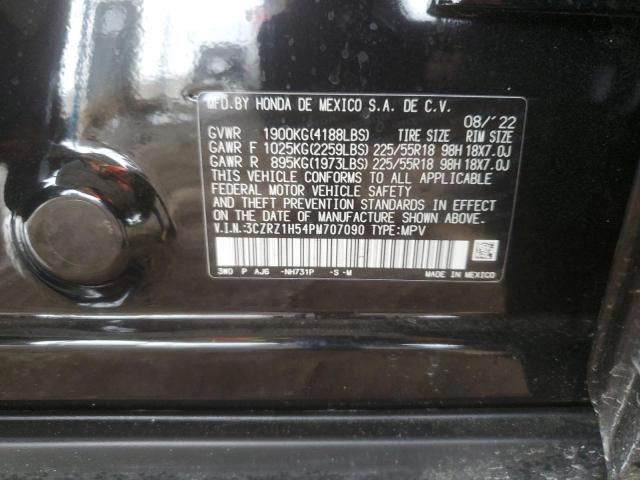 MFD.BY HONDA DE MEXICO S.A. DE C.V.
08/'22
GVWR 1900KG(4188LBS) TIRE SIZE RIM SIZE
GAWR F 1025KG(2259LBS) 225/55R18 98H 18X7.0J
GAWR R 895KG(1973LBS) 225/55R18 98H 18X7.0J
THIS VEHICLE CONFORMS TO ALL APPLICABLE
FEDERAL MOTOR VEHICLE SAFETY
AND THEFT PREVENTION STANDARDS IN EFFECT ON THE
DATE OF MANUFACTURE SHOWN ABOVE.
V.I.N.:3CZRZ1H54PM707090 TYPE:MPV
3W0 P AJ6 -NH731P -S -M MADE IN MEXICO